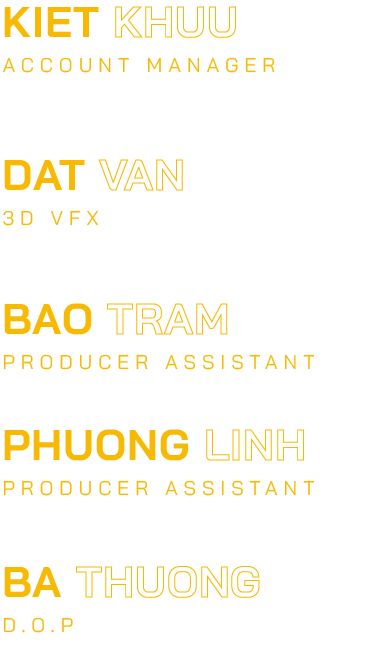 KIET KHUU
ACCOUNT MANAGER
DAT VAN
3D VFX
BAO TRAM
PRODUCER ASSISTANT
PHUONG LINH
PRODUCER ASSISTANT
BA THUONG
D.O.P